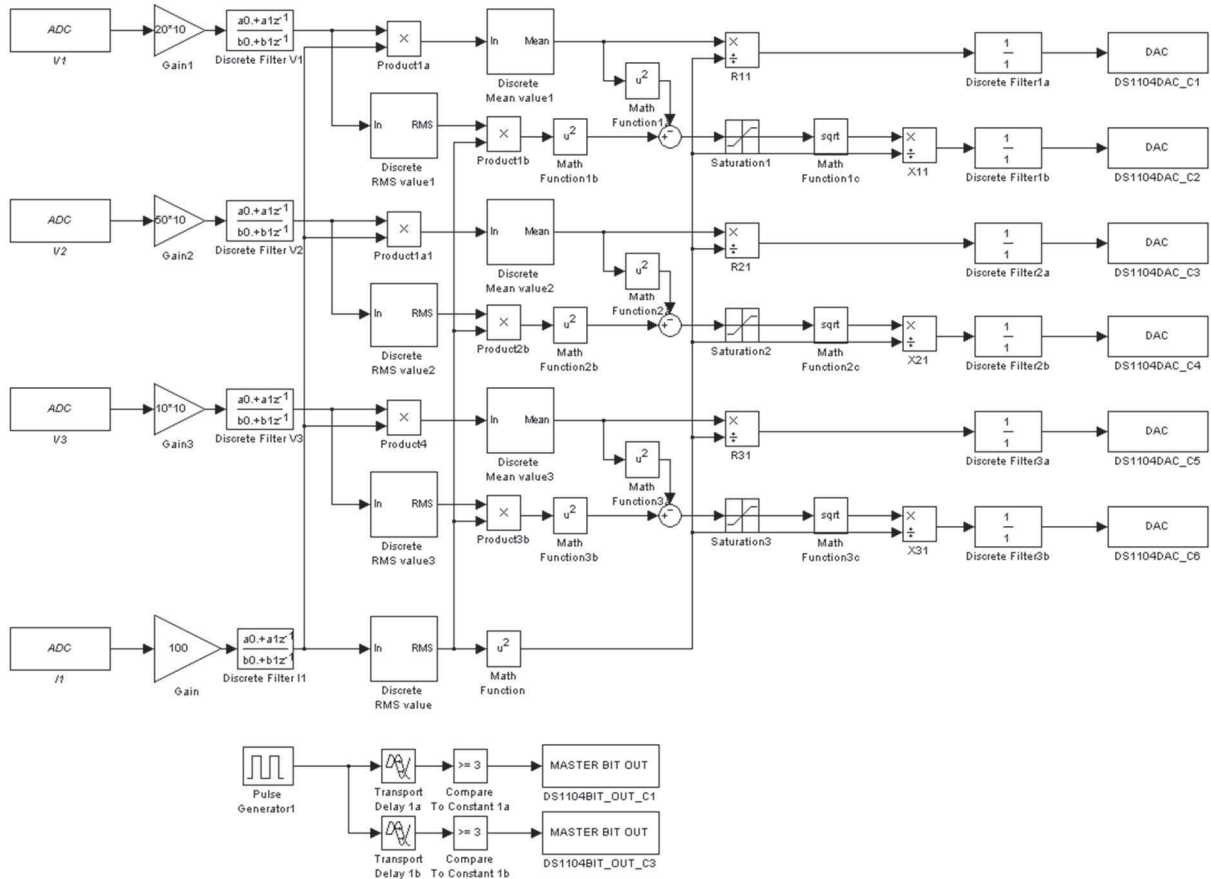 ADC
V1
20*10
Gain1
a0.+a1z-1
b0.+b1z-1
Discrete Filter V1
×
Product1a
In Mean
Discrete
Mean value1
u2
Math
Function1a
×
÷
R11
1
1
Discrete Filter1a
DAC
DS1104DAC_C1
In RMS
Discrete
RMS value1
×
Product1b
u2
Math
Function1b
+ -
Saturation1
sqrt
Math
Function1c
×
÷
X11
1
1
Discrete Filter1b
DAC
DS1104DAC_C2
ADC
V2
50*10
Gain2
a0.+a1z-1
b0.+b1z-1
Discrete Filter V2
×
Product1a1
In Mean
Discrete
Mean value2
u2
Math
Function2a
×
÷
R21
1
1
Discrete Filter2a
DAC
DS1104DAC_C3
In RMS
Discrete
RMS value2
×
Product2b
u2
Math
Function2b
+ -
Saturation2
sqrt
Math
Function2c
×
÷
X21
1
1
Discrete Filter2b
DAC
DS1104DAC_C4
ADC
V3
10*10
Gain3
a0.+a1z-1
b0.+b1z-1
Discrete Filter V3
×
Product4
In Mean
Discrete
Mean value3
u2
Math
Function3a
×
÷
R31
1
1
Discrete Filter3a
DAC
DS1104DAC_C5
In RMS
Discrete
RMS value3
×
Product3b
u2
Math
Function3b
+ -
Saturation3
sqrt
Math
Function3c
×
÷
X31
1
1
Discrete Filter3b
DAC
DS1104DAC_C6
ADC
I1
100
Gain
a0.+a1z-1
b0.+b1z-1
Discrete Filter I1
In RMS
Discrete
RMS value
u2
Math
Function
Pulse
Generator1
Transport
Delay 1a
>= 3
Compare
To Constant 1a
MASTER BIT OUT
DS1104BIT_OUT_C1
Transport
Delay 1b
>= 3
Compare
To Constant 1b
MASTER BIT OUT
DS1104BIT_OUT_C3